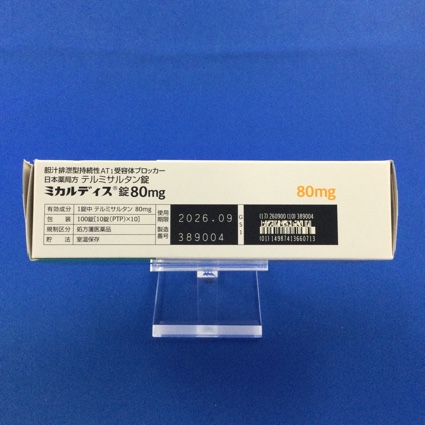 胆汁排泄型持続性AT₁受容体ブロッカー
日本薬局方 テルミサルタン錠
ミカルディス®錠80mg
80mg
有効成分 1錠中 テルミサルタン 80mg
包装 100錠[10錠(PTP)×10]
規制区分 処方箋医薬品
貯法 室温保存
使用期限 2026.09
製造番号 389004
GS1
(17) 260900 (10) 389004
(01) 14987413660713